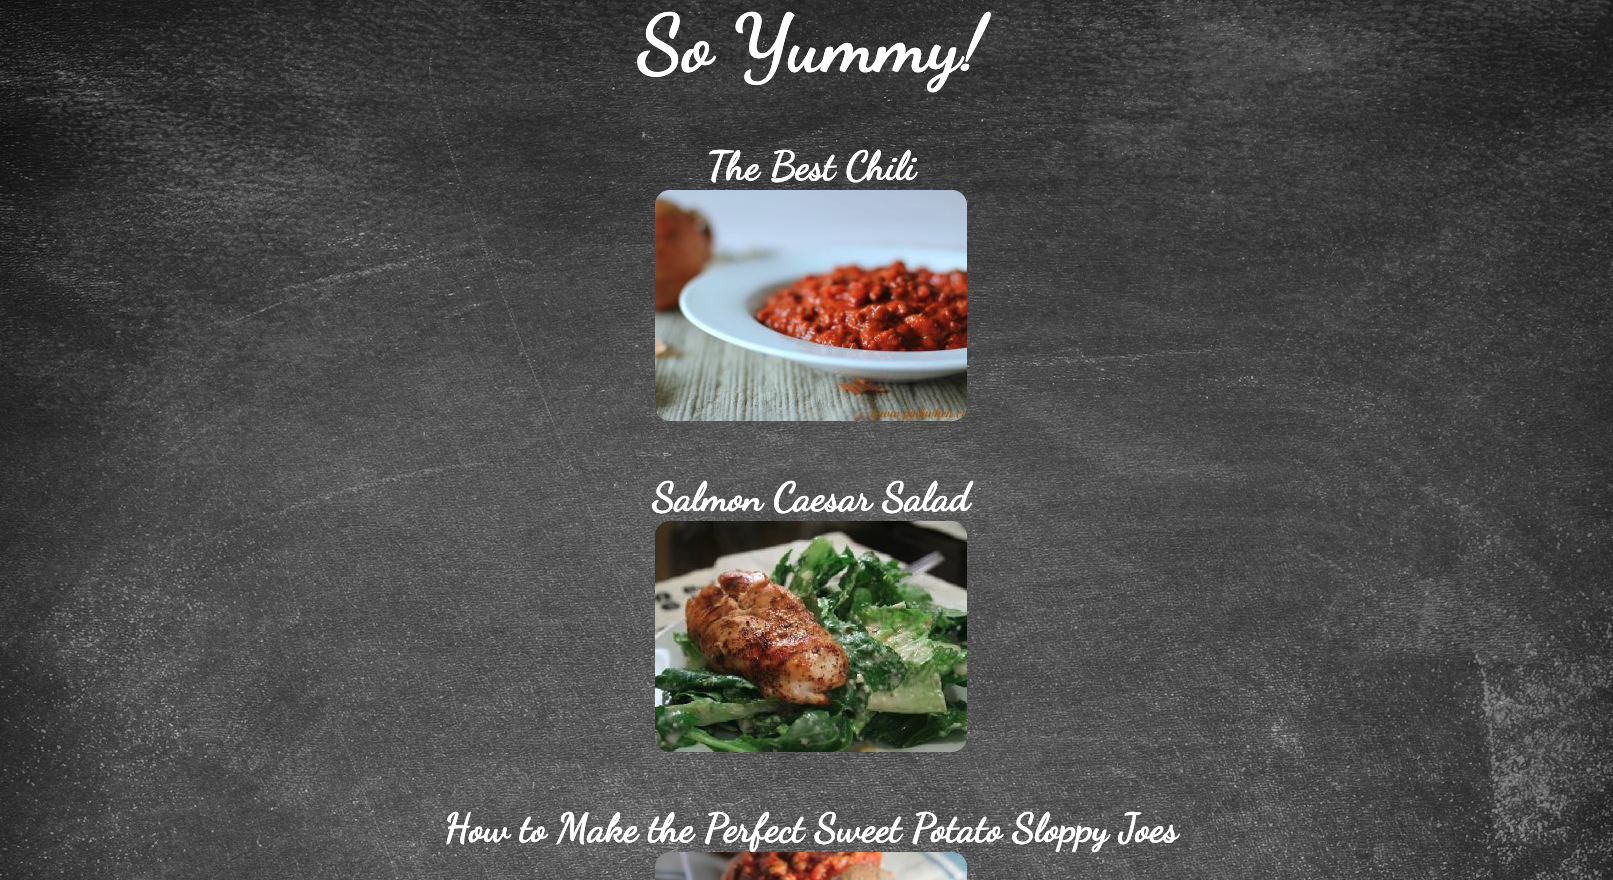 So Yummy!
The Best Chili
Salmon Caesar Salad
How to Make the Perfect Sweet Potato Sloppy Joes